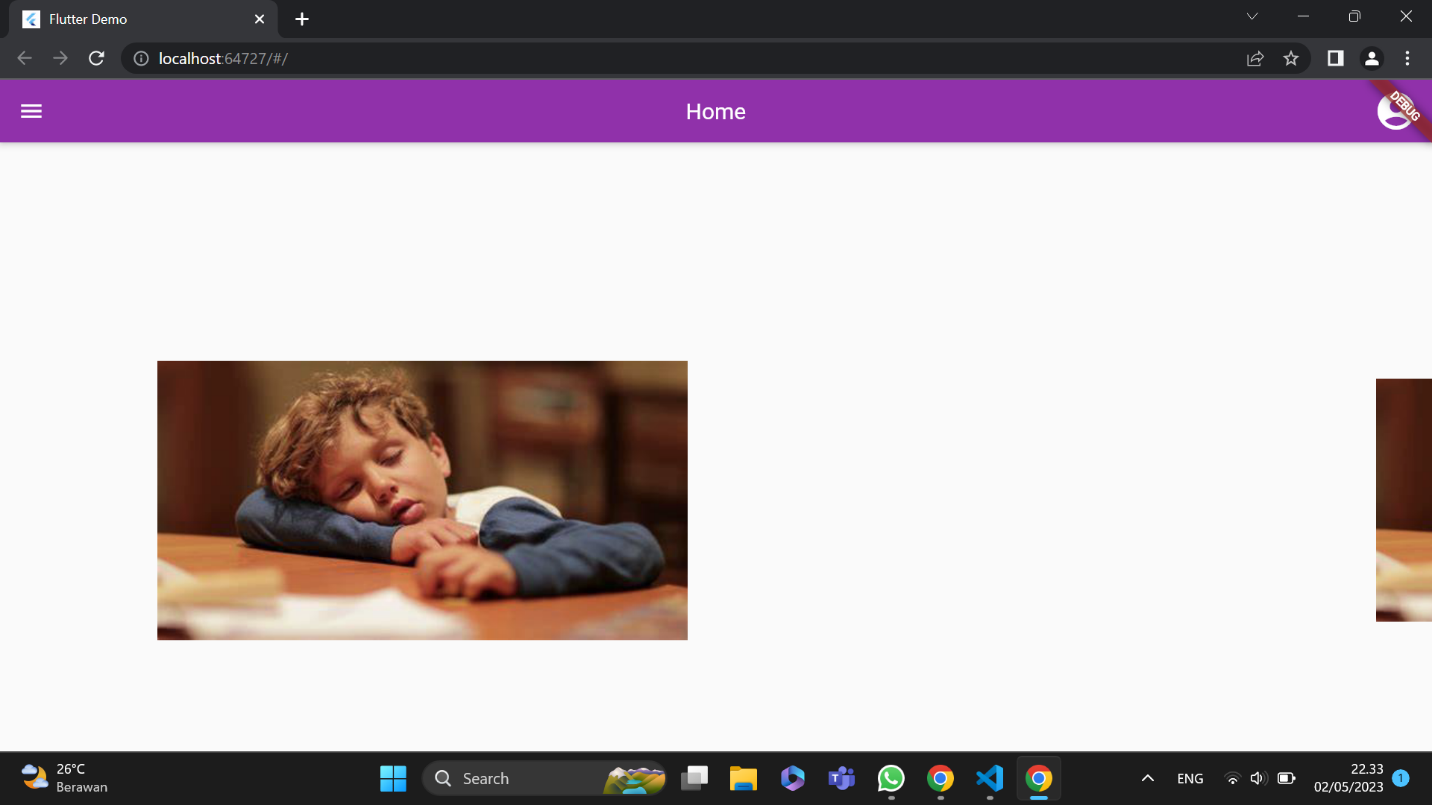 Flutter Demo
localhost:64727/#/
Home
DEBUG
26°C
Berawan
Search
ENG
22.33
02/05/2023
1